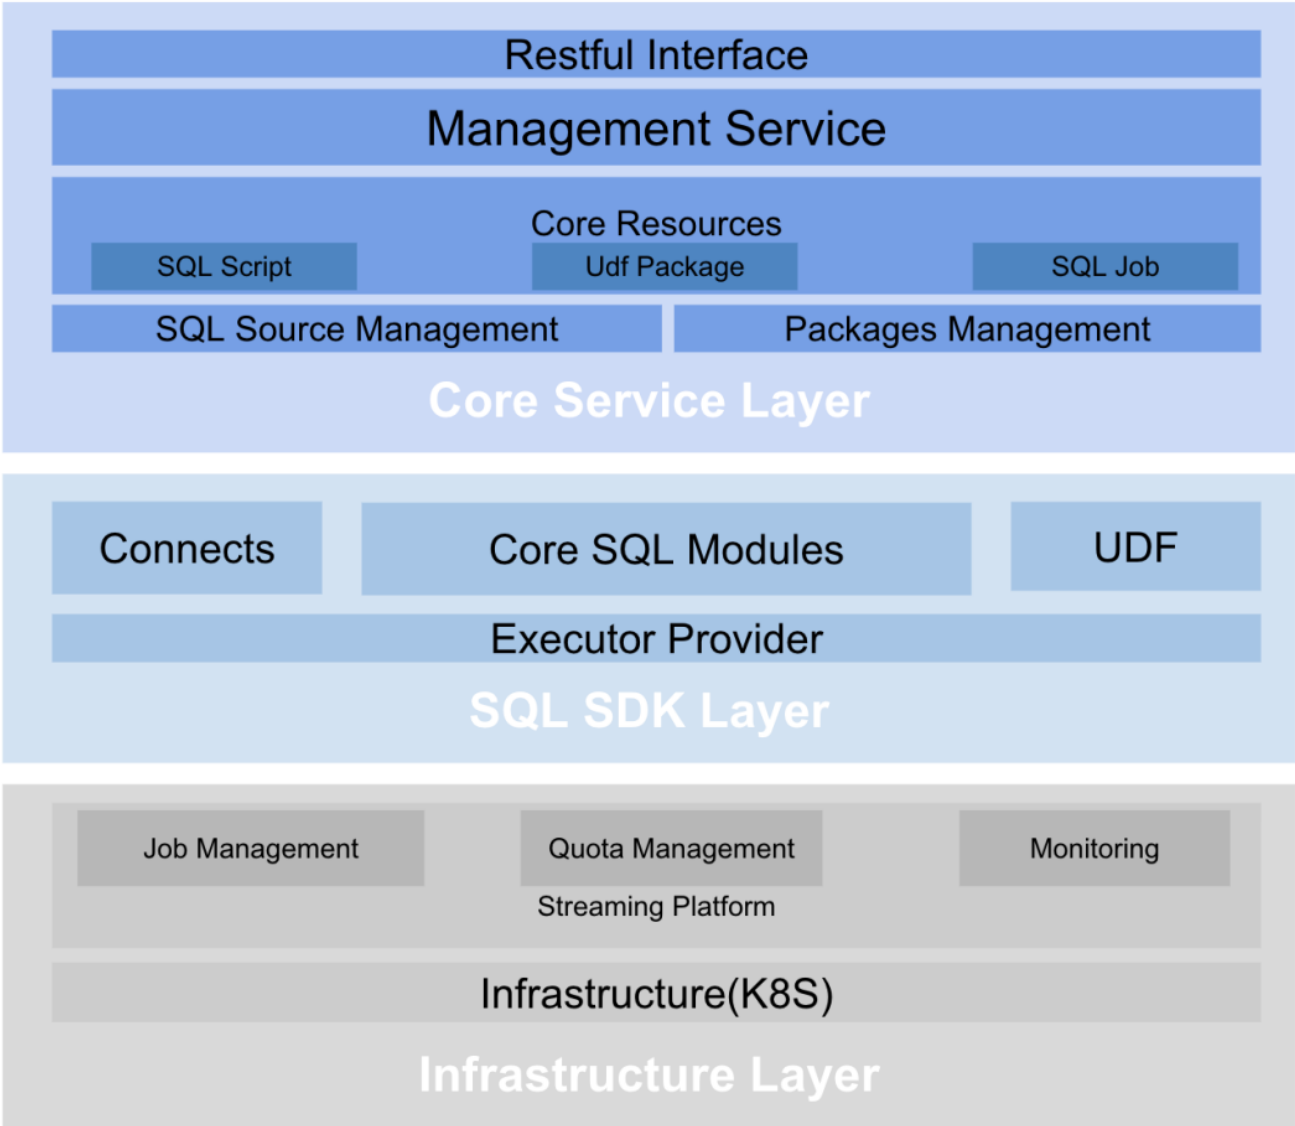 Restful Interface
Management Service
Core Resources
SQL Script
Udf Package
SQL Job
SQL Source Management
Packages Management
Core Service Layer
Connects
Core SQL Modules
UDF
Executor Provider
SQL SDK Layer
Job Management
Quota Management
Monitoring
Streaming Platform
Infrastructure(K8S)
Infrastructure Layer